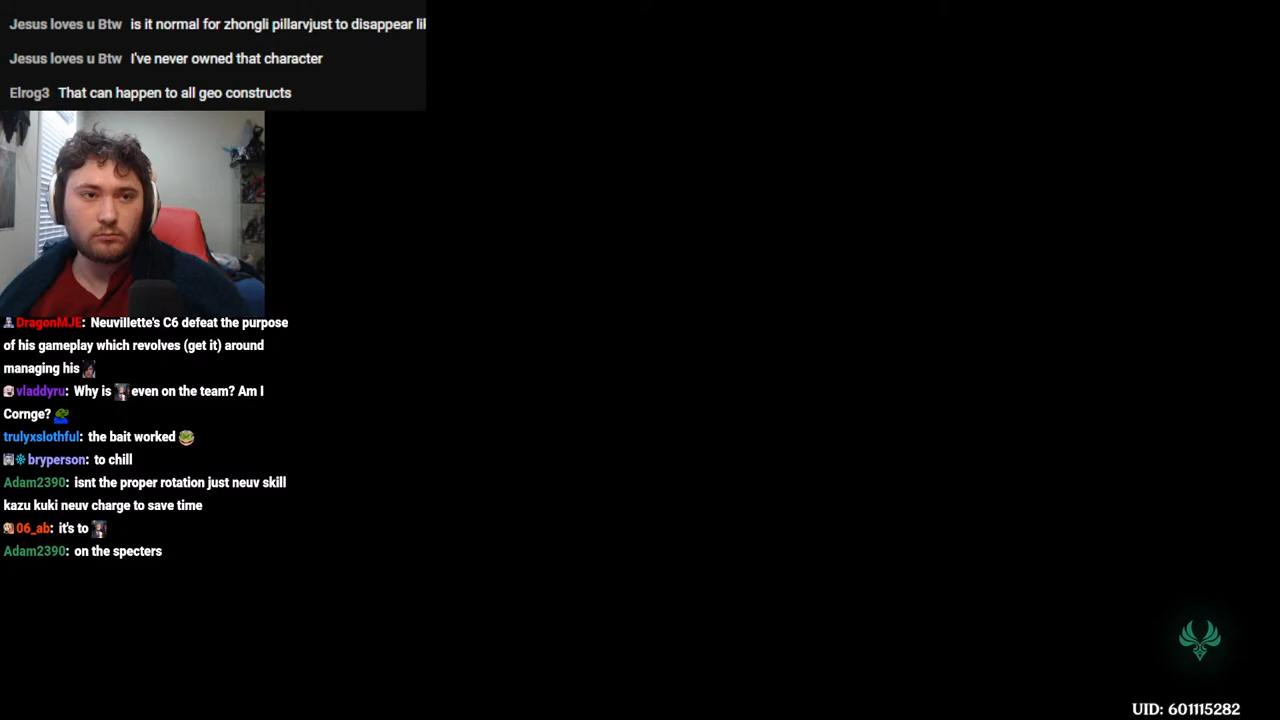 Jesus loves u Btw is it normal for zhongli pillarvjust to disappear
Jesus loves u Btw I've never owned that character
Elrog3 That can happen to all geo constructs
DragonMJE: Neuvillette's C6 defeat the purpose
of his gameplay which revolves (get it) around
managing his
vladdyru: Why is even on the team? Am I
Cornge?
trulyxslothful: the bait worked
bryperson: to chill
Adam2390: isnt the proper rotation just neuv skill
kazu kuki neuv charge to save time
06_ab: it's to
Adam2390: on the specters
UID: 601115282